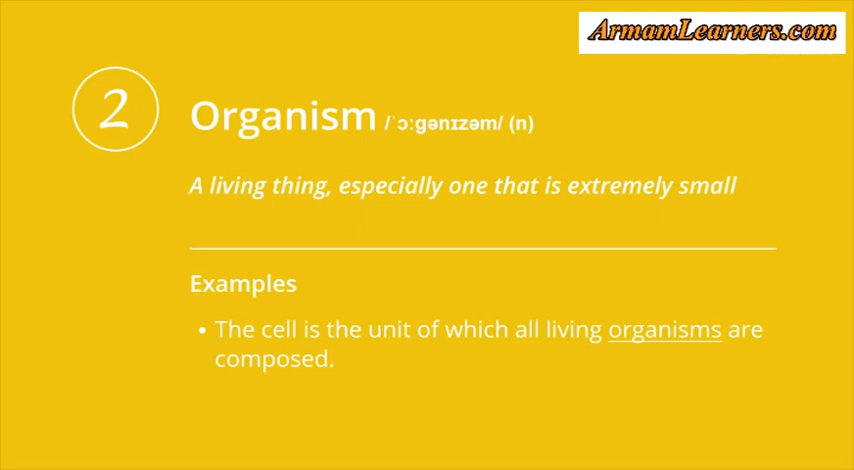 ArmamLearners.com
2
Organism /ˈɔːgənɪzəm/ (n)
A living thing, especially one that is extremely small
Examples
• The cell is the unit of which all living organisms are
composed.